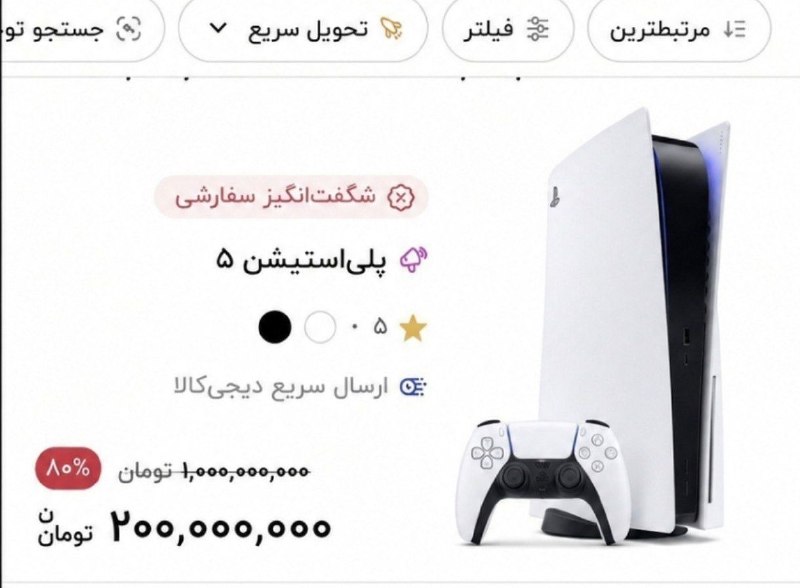 مرتبطترین فیلتر تحویل سریع جستجو تو
شگفت‌انگیز سفارشی
پلی‌استیشن ۵
۵
ارسال سریع دیجی‌کالا
۱,۰۰۰,۰۰۰,۰۰۰ تومان ۸۰%
۲۰۰,۰۰۰,۰۰۰ تومان
ن